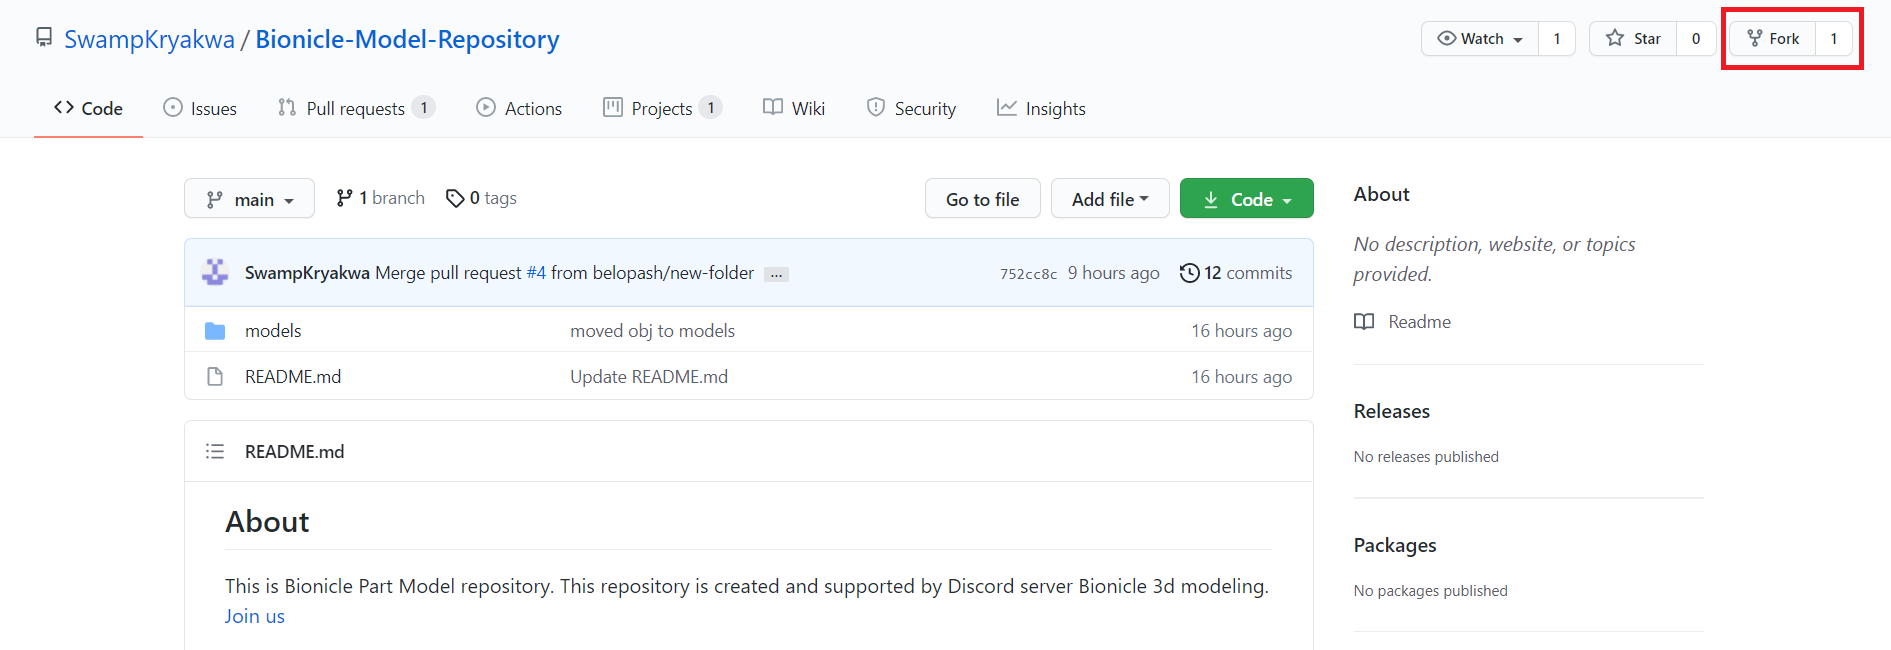 SwampKryakwa / Bionicle-Model-Repository
Watch 1 Star 0 Fork 1
Code Issues Pull requests 1 Actions Projects 1 Wiki Security Insights
main 1 branch 0 tags Go to file Add file Code
SwampKryakwa Merge pull request #4 from belopash/new-folder ... 752cc8c 9 hours ago 12 commits
models moved obj to models 16 hours ago
README.md Update README.md 16 hours ago
README.md
About
This is Bionicle Part Model repository. This repository is created and supported by Discord server Bionicle 3d modeling.
Join us
About
No description, website, or topics
provided.
Readme
Releases
No releases published
Packages
No packages published